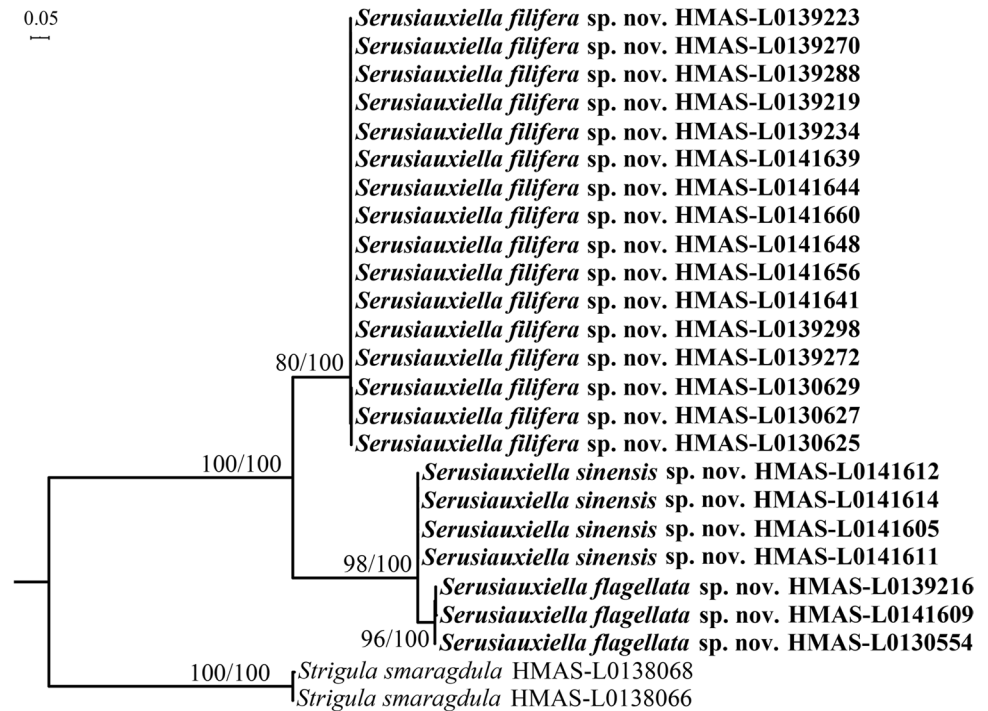 0.05
Serusiauxiella filifera sp. nov. HMAS-L0139223
Serusiauxiella filifera sp. nov. HMAS-L0139270
Serusiauxiella filifera sp. nov. HMAS-L0139288
Serusiauxiella filifera sp. nov. HMAS-L0139219
Serusiauxiella filifera sp. nov. HMAS-L0139234
Serusiauxiella filifera sp. nov. HMAS-L0141639
Serusiauxiella filifera sp. nov. HMAS-L0141644
Serusiauxiella filifera sp. nov. HMAS-L0141660
Serusiauxiella filifera sp. nov. HMAS-L0141648
Serusiauxiella filifera sp. nov. HMAS-L0141656
Serusiauxiella filifera sp. nov. HMAS-L0141641
Serusiauxiella filifera sp. nov. HMAS-L0139298
Serusiauxiella filifera sp. nov. HMAS-L0139272
80/100
Serusiauxiella filifera sp. nov. HMAS-L0130629
Serusiauxiella filifera sp. nov. HMAS-L0130627
Serusiauxiella filifera sp. nov. HMAS-L0130625
100/100
Serusiauxiella sinensis sp. nov. HMAS-L0141612
Serusiauxiella sinensis sp. nov. HMAS-L0141614
Serusiauxiella sinensis sp. nov. HMAS-L0141605
Serusiauxiella sinensis sp. nov. HMAS-L0141611
98/100
Serusiauxiella flagellata sp. nov. HMAS-L0139216
Serusiauxiella flagellata sp. nov. HMAS-L0141609
Serusiauxiella flagellata sp. nov. HMAS-L0130554
96/100
100/100
Strigula smaragdula HMAS-L0138068
Strigula smaragdula HMAS-L0138066